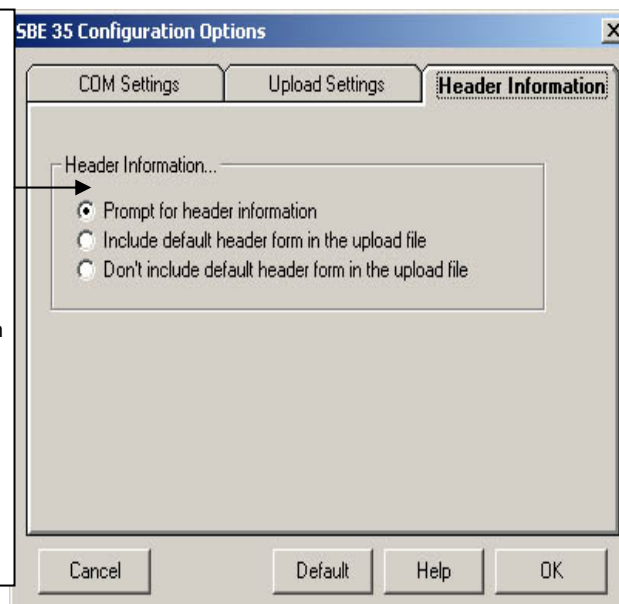 SBE 35 Configuration Options
COM Settings
Upload Settings
Header Information
Header Information...
Prompt for header information
Include default header form in the upload file
Don't include default header form in the upload file
Cancel
Default
Help
OK